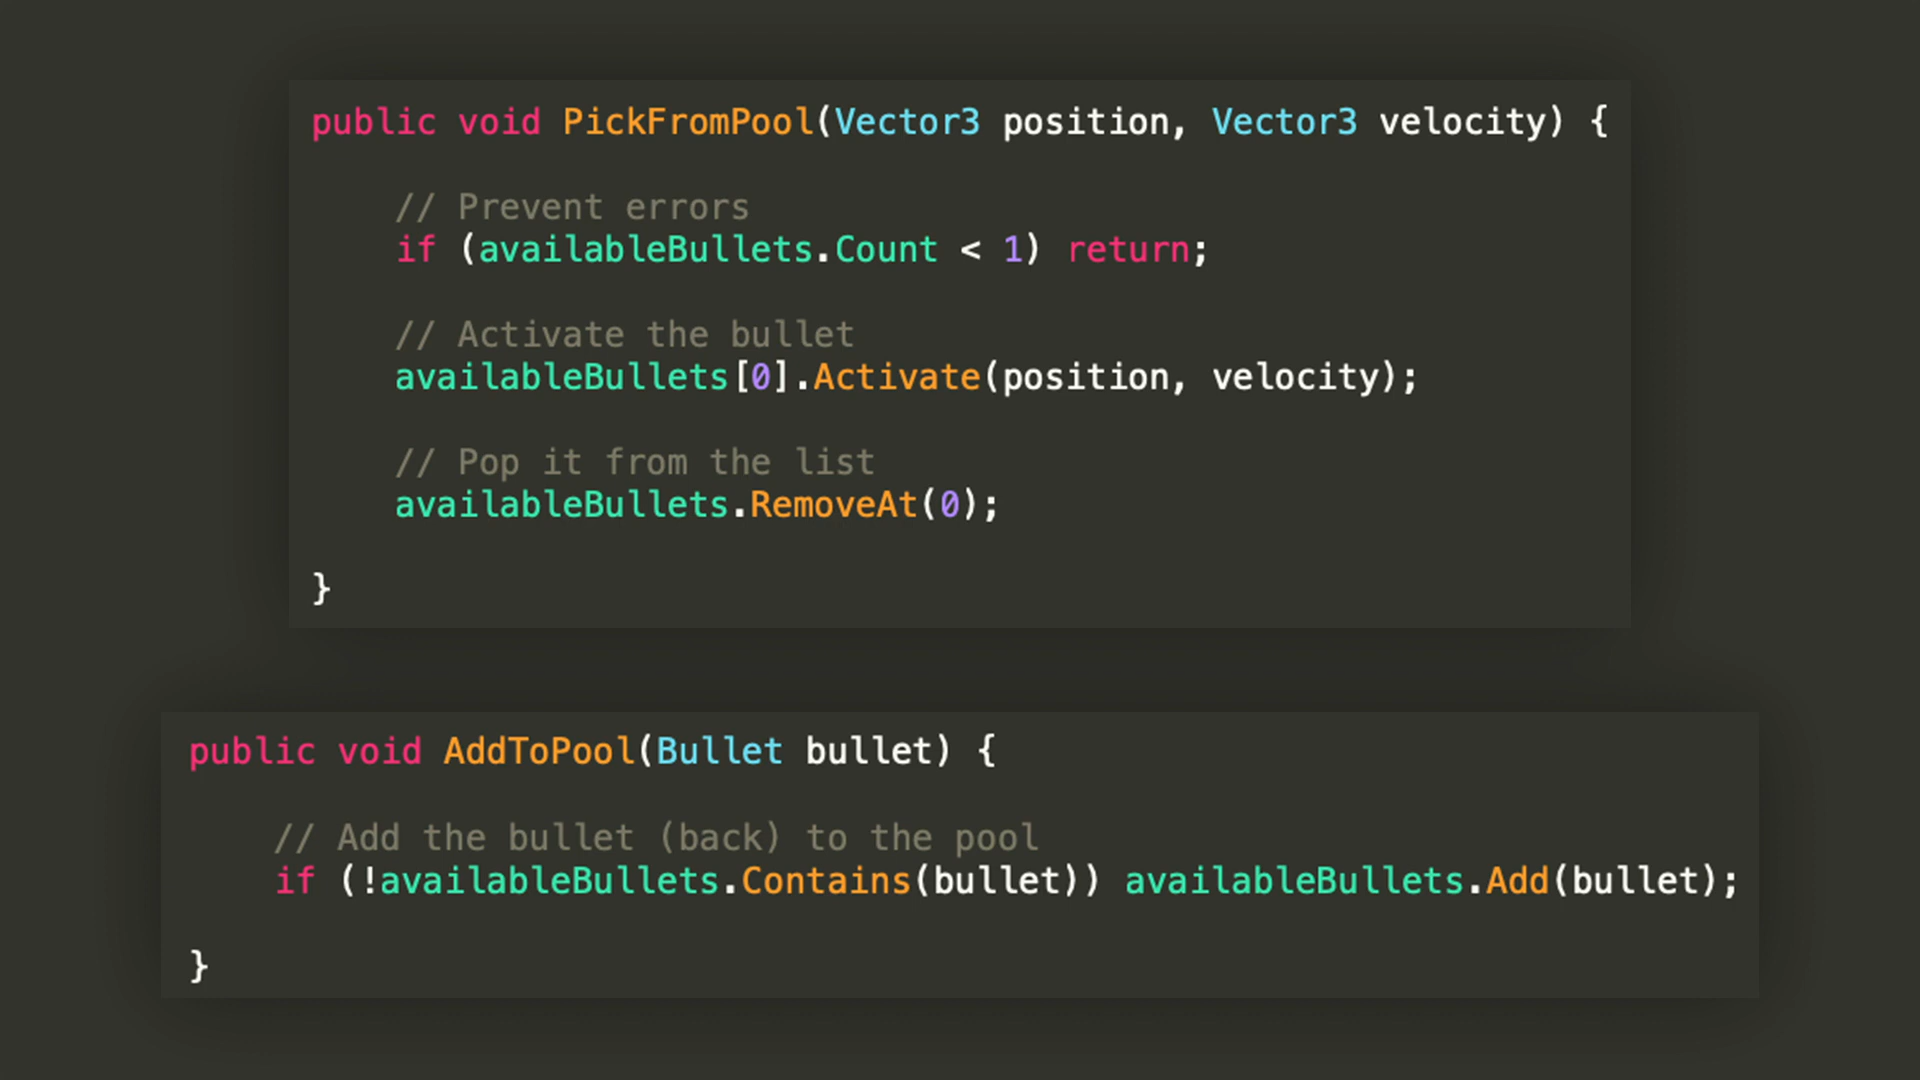 public void PickFromPool(Vector3 position, Vector3 velocity) {
// Prevent errors
if (availableBullets.Count < 1) return;
// Activate the bullet
availableBullets[0].Activate(position, velocity);
// Pop it from the list
availableBullets.RemoveAt(0);
}
public void AddToPool(Bullet bullet) {
// Add the bullet (back) to the pool
if (!availableBullets.Contains(bullet)) availableBullets.Add(bullet);
}